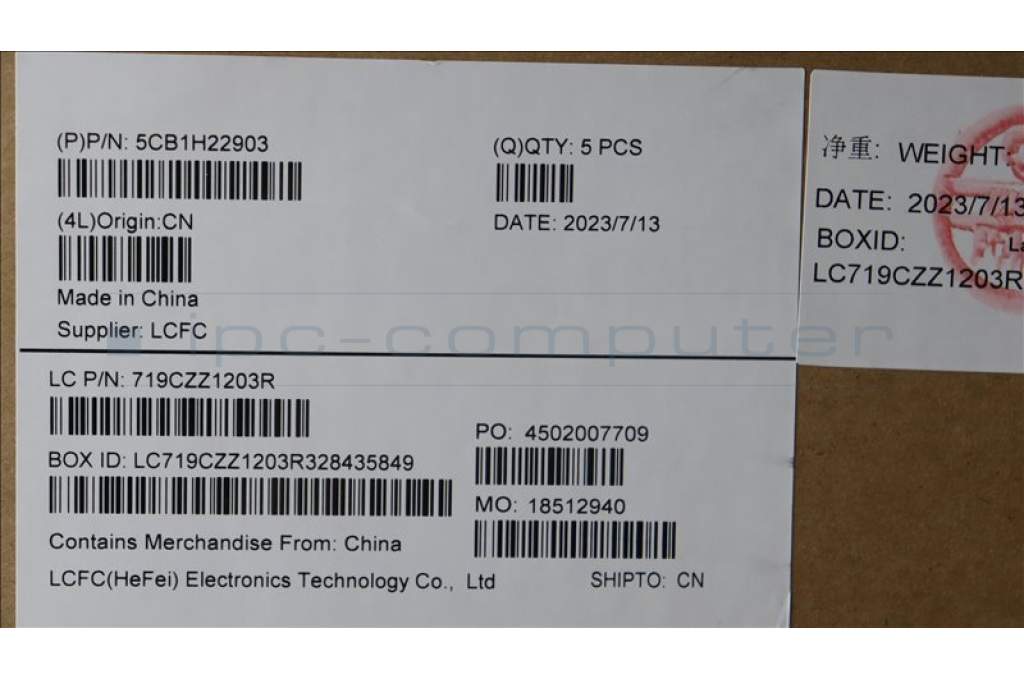 (P)P/N: 5CB1H22903
(Q)QTY: 5 PCS
(4L)Origin:CN
DATE: 2023/7/13
Made in China
Supplier: LCFC
ipc-computer
LC P/N: 719CZZ1203R
PO: 4502007709
BOX ID: LC719CZZ1203R328435849
MO: 18512940
Contains Merchandise From: China
LCFC(HeFei) Electronics Technology Co., Ltd
SHIPTO: CN
净重: WEIGHT:
DATE: 2023/7/13
BOXID:
LC719CZZ1203R